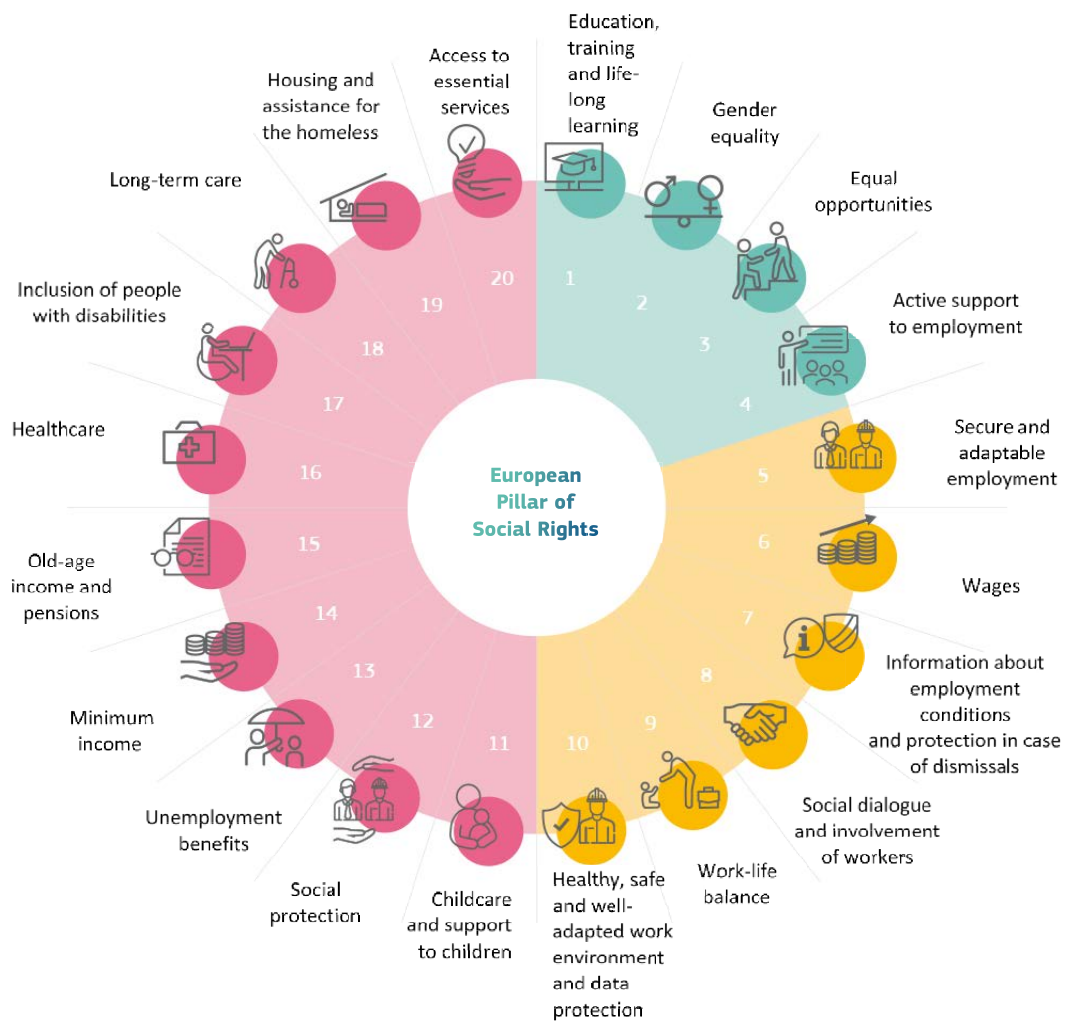 Education,
training
and life-
long
learning
Gender
equality
Equal
opportunities
Active support
to employment
Secure and
adaptable
employment
Wages
Information about
employment
conditions
and protection in case
of dismissals
Social dialogue
and involvement
of workers
Work-life
balance
Healthy, safe
and well-
adapted work
environment
and data
protection
Childcare
and support
to children
Social
protection
Unemployment
benefits
Minimum
income
Old-age
income and
pensions
Healthcare
Inclusion of people
with disabilities
Long-term care
Housing and
assistance for
the homeless
Access to
essential
services
1
2
3
4
5
6
7
8
9
10
11
12
13
14
15
16
17
18
19
20
i
European
Pillar of
Social Rights